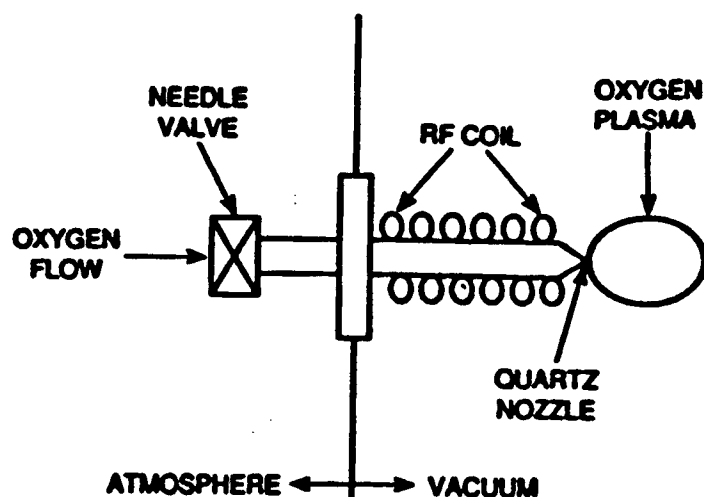 NEEDLE
VALVE
RF COIL
OXYGEN
PLASMA
OXYGEN
FLOW
QUARTZ
NOZZLE
ATMOSPHERE
VACUUM